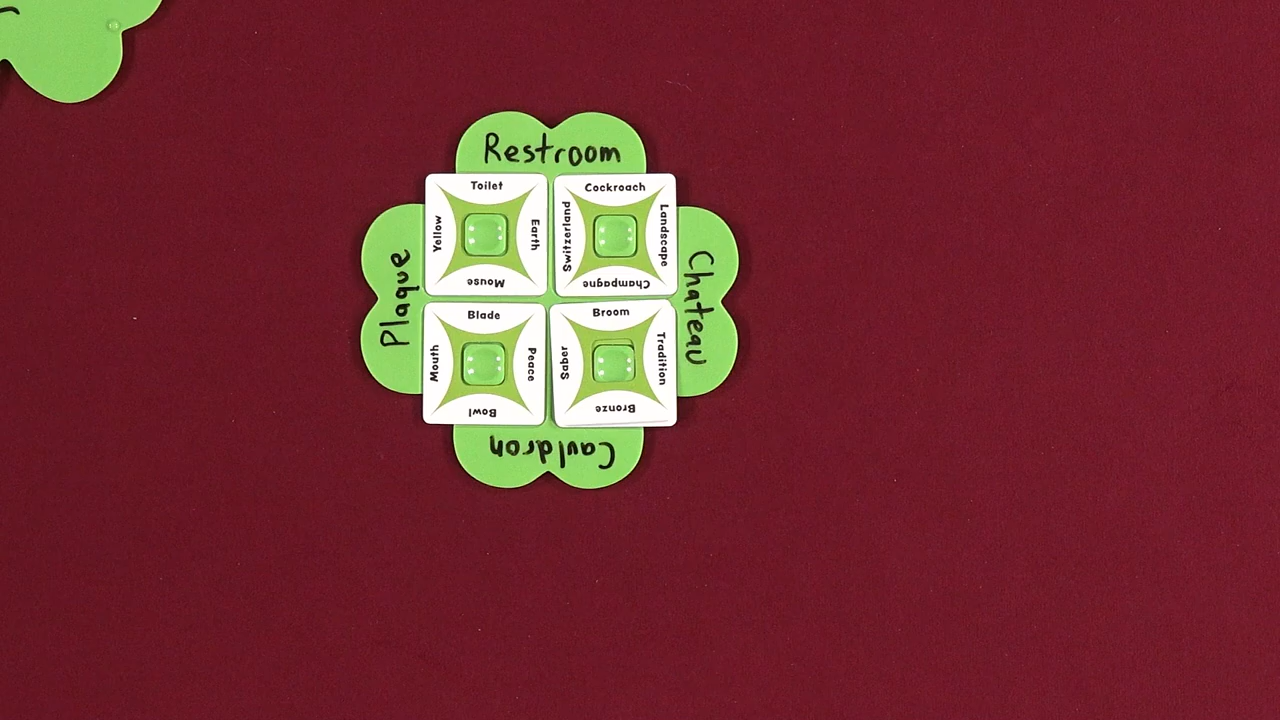 Restroom
Toilet
Yellow
Earth
Mouse
Cockroach
Switzerland
Landscape
Champagne
Plaque
Chateau
Blade
Mouth
Peace
Bowl
Broom
Saber
Tradition
Bronze
Cauldron